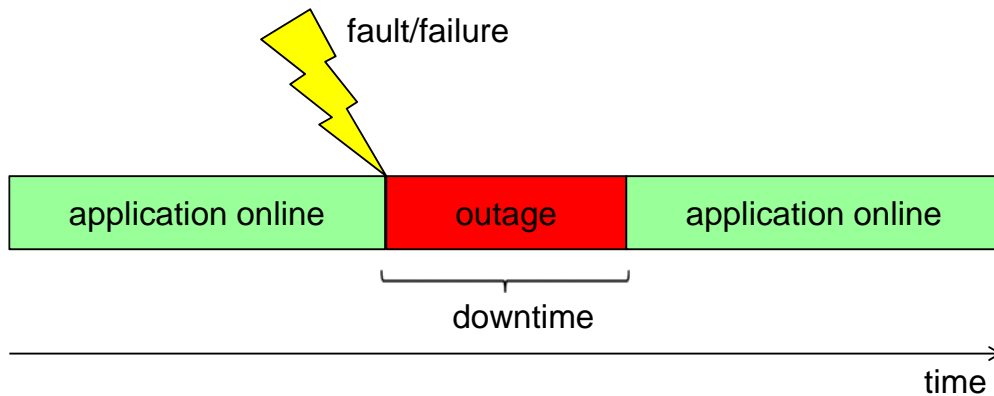 fault/failure
application online
outage
application online
downtime
time